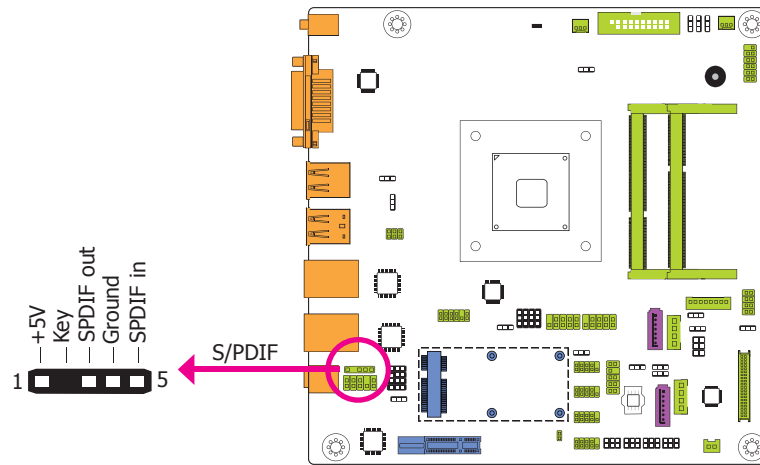 +5V
Key
SPDIF out
Ground
SPDIF in
1
5
S/PDIF